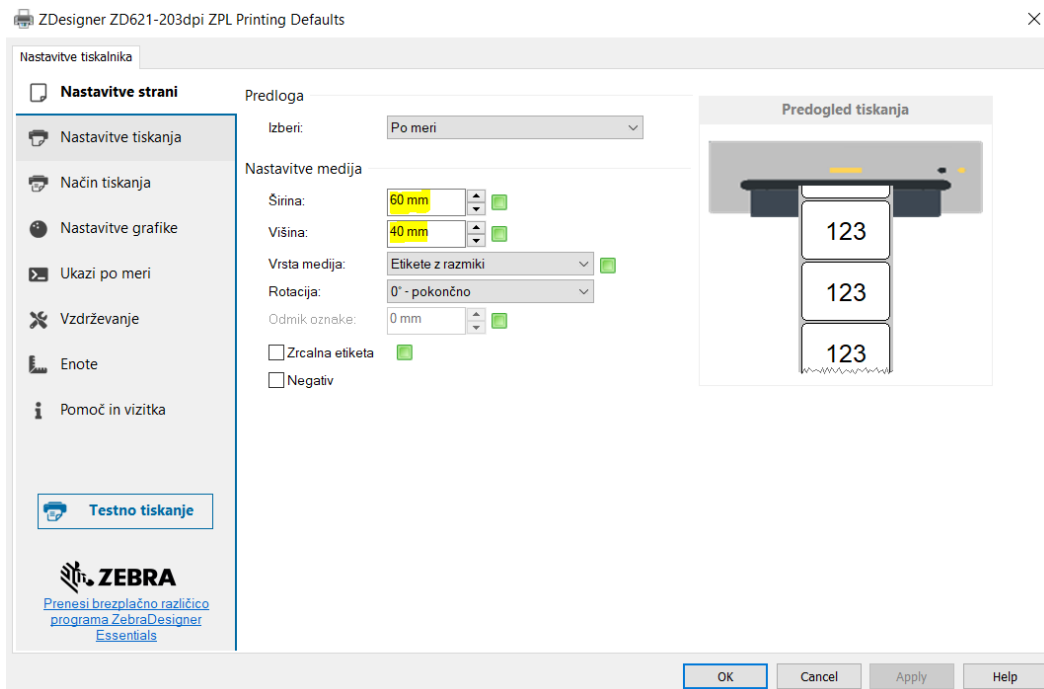 ZDesigner ZD621-203dpi ZPL Printing Defaults
Nastavitve tiskalnika
Nastavitve strani
Nastavitve tiskanja
Način tiskanja
Nastavitve grafike
Ukazi po meri
Vzdrževanje
Enote
Pomoč in vizitka
Testno tiskanje
ZEBRA
Prenesi brezplačno različico
programa ZebraDesigner
Essentials
Predloga
Izberi: Po meri
Nastavitve medija
Širina: 60 mm
Višina: 40 mm
Vrsta medija: Etikete z razmiki
Rotacija: 0° - pokončno
Odmik oznake: 0 mm
Zrcalna etiketa
Negativ
Predogled tiskanja
123
123
123
OK Cancel Apply Help